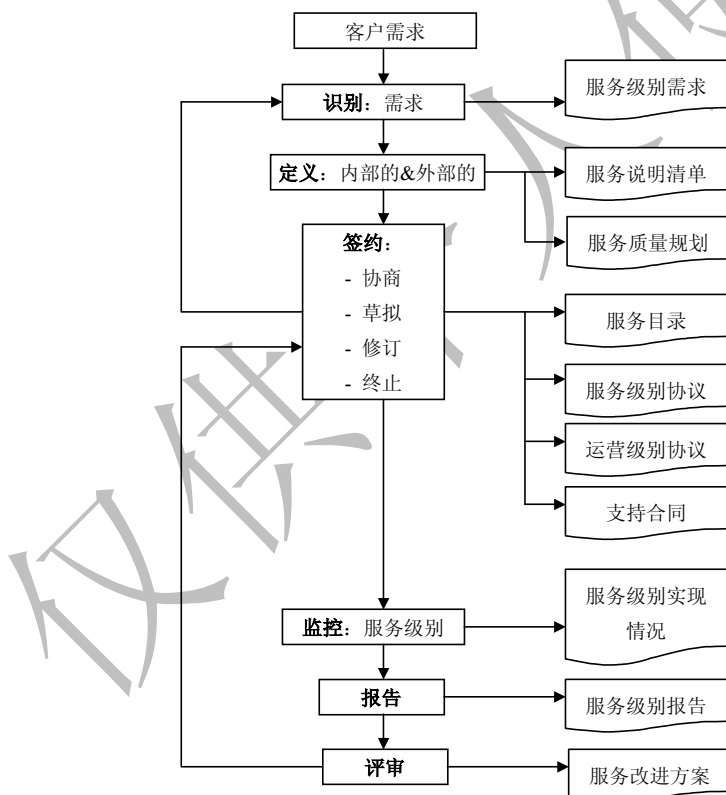 客户需求
识别：需求
服务级别需求
定义：内部的&外部的
服务说明清单
服务质量规划
签约：
- 协商
- 草拟
- 修订
- 终止
服务目录
服务级别协议
运营级别协议
支持合同
监控：服务级别
服务级别实现
情况
报告
服务级别报告
评审
服务改进方案
仅供
人